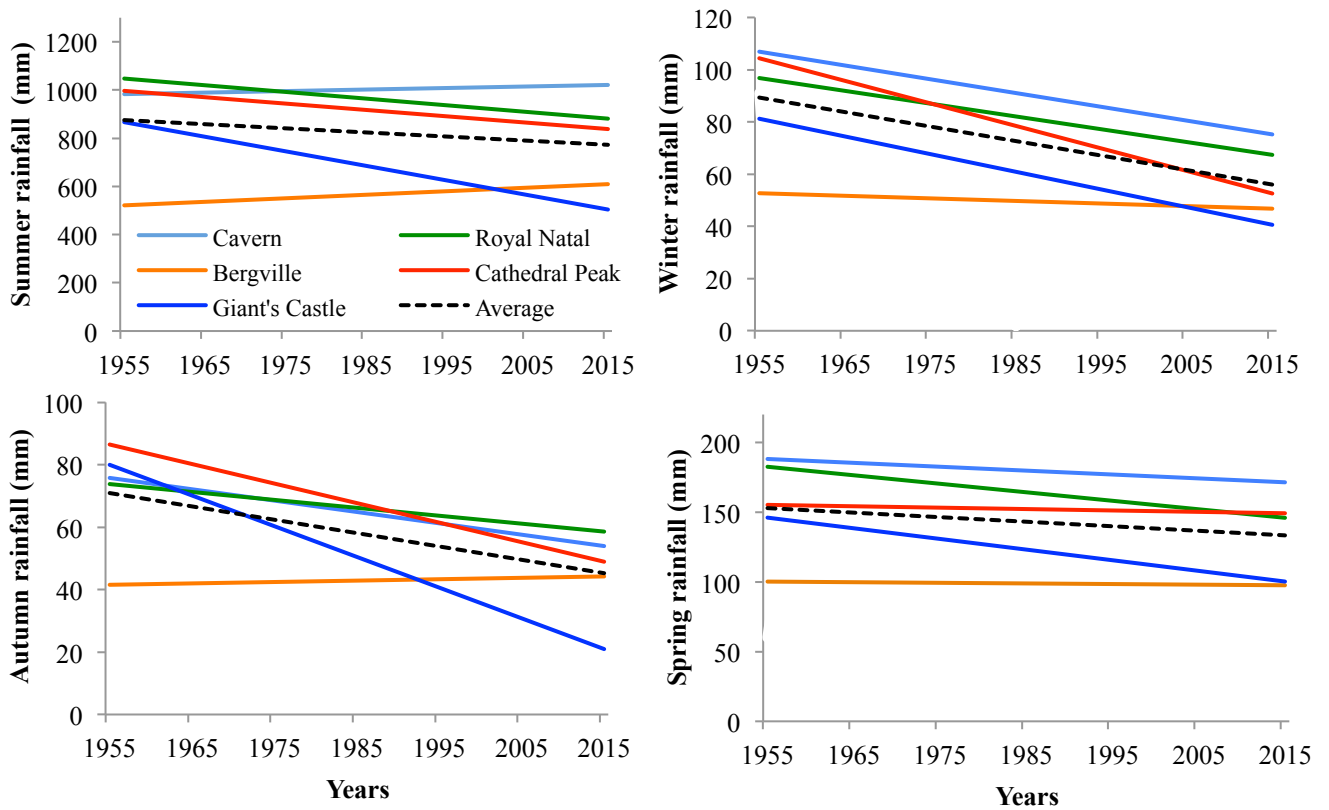 Summer rainfall (mm)
1200
1000
800
600
400
200
0
Cavern
Royal Natal
Bergville
Cathedral Peak
Giant's Castle
Average
1955 1965 1975 1985 1995 2005 2015
Winter rainfall (mm)
120
100
80
60
40
20
0
1955 1965 1975 1985 1995 2005 2015
Autumn rainfall (mm)
100
80
60
40
20
0
1955 1965 1975 1985 1995 2005 2015
Years
Spring rainfall (mm)
200
150
100
50
0
1955 1965 1975 1985 1995 2005 2015
Years